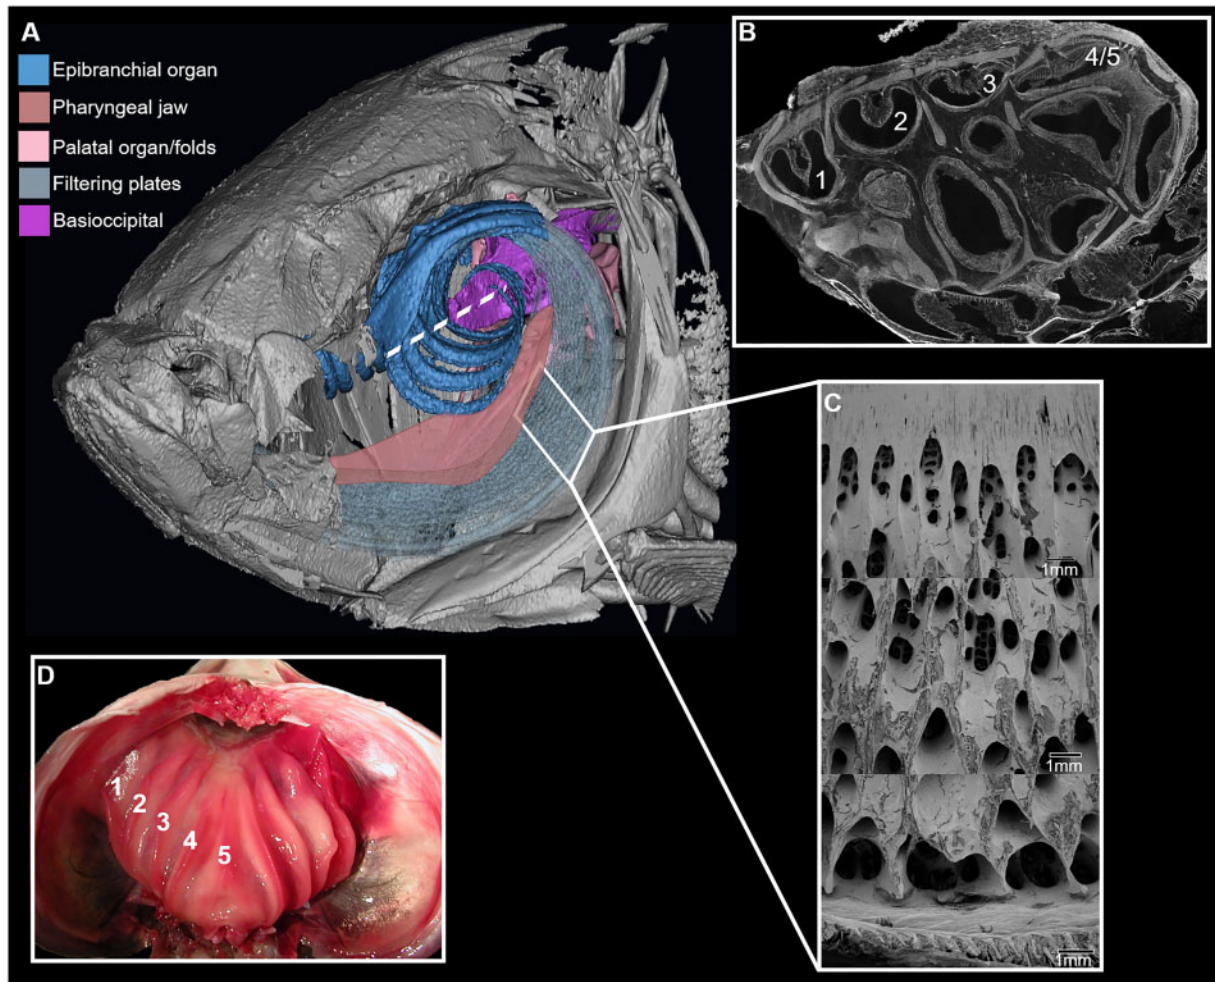 A
Epibranchial organ
Pharyngeal jaw
Palatal organ/folds
Filtering plates
Basioccipital
B
1
2
3
4/5
C
1mm
1mm
1mm
D
1
2
3
4
5